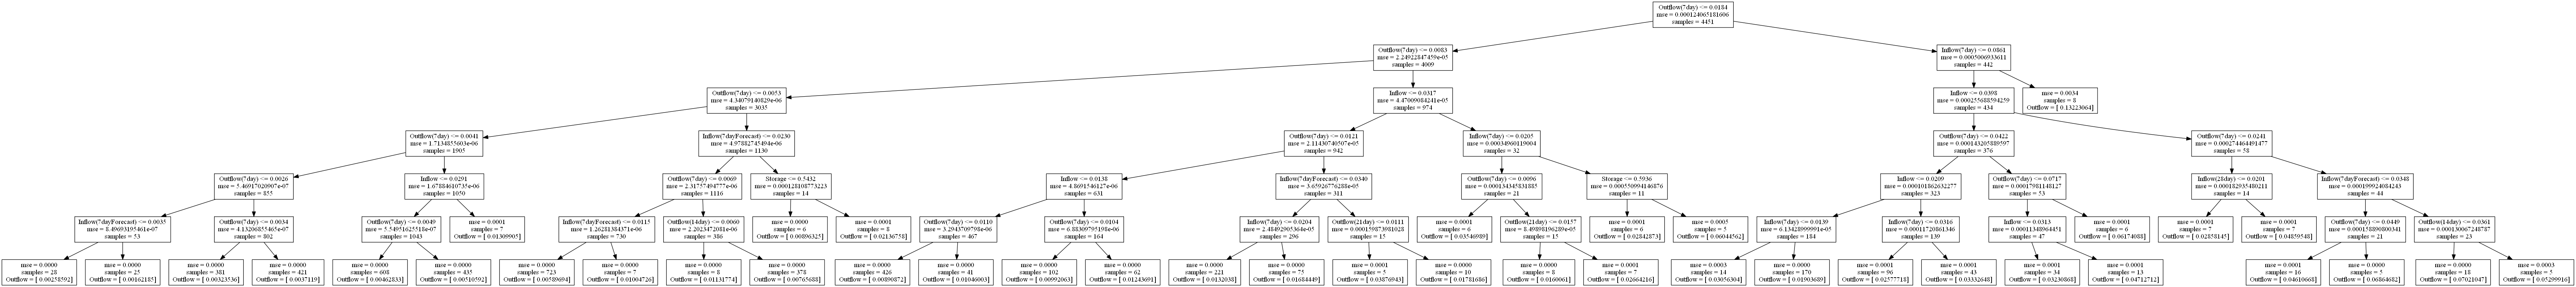 Outflow(7day) <= 0.0184
mse = 0.000124065181606
samples = 4451
Outflow(7day) <= 0.0083
mse = 2.24922847459e-05
samples = 4009
Inflow(7day) <= 0.0861
mse = 0.0005006933611
samples = 442
Outflow(7day) <= 0.0053
mse = 4.34079140829e-06
samples = 3035
Inflow <= 0.0317
mse = 4.47009084241e-05
samples = 974
Inflow <= 0.0398
mse = 0.000255688594259
samples = 434
mse = 0.0034
samples = 8
Outflow = [ 0.13223064]
Outflow(7day) <= 0.0041
mse = 1.7134855603e-06
samples = 1905
Inflow(7dayForecast) <= 0.0230
mse = 4.97882745494e-06
samples = 1130
Outflow(7day) <= 0.0121
mse = 2.11430740507e-05
samples = 942
Inflow(7day) <= 0.0205
mse = 0.00034960119004
samples = 32
Outflow(7day) <= 0.0422
mse = 0.000143205889597
samples = 376
Outflow(7day) <= 0.0241
mse = 0.000274464491477
samples = 58
Outflow(7day) <= 0.0026
mse = 5.46917020907e-07
samples = 855
Inflow <= 0.0291
mse = 1.67884610735e-06
samples = 1050
Outflow(7day) <= 0.0069
mse = 2.31757494777e-06
samples = 1116
Storage <= 0.5432
mse = 0.000128108773223
samples = 14
Inflow <= 0.0138
mse = 4.8691546127e-06
samples = 631
Inflow(7dayForecast) <= 0.0340
mse = 3.65926776288e-05
samples = 311
Outflow(7day) <= 0.0096
mse = 0.000134345831885
samples = 21
Storage <= 0.5936
mse = 0.000550994146876
samples = 11
Inflow <= 0.0209
mse = 0.000101862632277
samples = 323
Outflow(7day) <= 0.0717
mse = 0.00017981148127
samples = 53
Inflow(28day) <= 0.0201
mse = 0.000182935480211
samples = 14
Inflow(7dayForecast) <= 0.0348
mse = 0.000199924084243
samples = 44
Inflow(7dayForecast) <= 0.0035
mse = 8.49693195461e-07
samples = 53
Outflow(7day) <= 0.0034
mse = 4.13206855465e-07
samples = 802
Outflow(7day) <= 0.0049
mse = 5.54951625518e-07
samples = 1043
mse = 0.0001
samples = 7
Outflow = [ 0.01309905]
Inflow(7dayForecast) <= 0.0115
mse = 1.26281384371e-06
samples = 730
Outflow(14day) <= 0.0060
mse = 2.2023472081e-06
samples = 386
mse = 0.0000
samples = 6
Outflow = [ 0.00896325]
mse = 0.0001
samples = 8
Outflow = [ 0.02136758]
Outflow(7day) <= 0.0110
mse = 3.2943709798e-06
samples = 467
Outflow(7day) <= 0.0104
mse = 6.88309795198e-06
samples = 164
Inflow(7day) <= 0.0204
mse = 2.48492905364e-05
samples = 296
Outflow(21day) <= 0.0111
mse = 0.000159873981028
samples = 15
mse = 0.0001
samples = 6
Outflow = [ 0.03546989]
Outflow(21day) <= 0.0157
mse = 8.49898196289e-05
samples = 15
mse = 0.0001
samples = 6
Outflow = [ 0.02842873]
mse = 0.0005
samples = 5
Outflow = [ 0.06044562]
Inflow(7day) <= 0.0139
mse = 6.13428999991e-05
samples = 184
Inflow(7day) <= 0.0316
mse = 0.00011720861346
samples = 139
Inflow <= 0.0313
mse = 0.00011348964451
samples = 47
mse = 0.0001
samples = 6
Outflow = [ 0.06174088]
mse = 0.0001
samples = 7
Outflow = [ 0.02858145]
mse = 0.0001
samples = 7
Outflow = [ 0.04859548]
Outflow(7day) <= 0.0449
mse = 0.000158890800341
samples = 21
Outflow(14day) <= 0.0361
mse = 0.000130067248787
samples = 23
mse = 0.0000
samples = 28
Outflow = [ 0.00258592]
mse = 0.0000
samples = 25
Outflow = [ 0.00162185]
mse = 0.0000
samples = 381
Outflow = [ 0.00323536]
mse = 0.0000
samples = 421
Outflow = [ 0.0037119]
mse = 0.0000
samples = 608
Outflow = [ 0.00462833]
mse = 0.0000
samples = 435
Outflow = [ 0.00510592]
mse = 0.0000
samples = 723
Outflow = [ 0.00589694]
mse = 0.0000
samples = 7
Outflow = [ 0.01004726]
mse = 0.0000
samples = 8
Outflow = [ 0.01131774]
mse = 0.0000
samples = 378
Outflow = [ 0.00765688]
mse = 0.0000
samples = 426
Outflow = [ 0.00890872]
mse = 0.0000
samples = 41
Outflow = [ 0.01046003]
mse = 0.0000
samples = 102
Outflow = [ 0.00992063]
mse = 0.0000
samples = 62
Outflow = [ 0.01243691]
mse = 0.0000
samples = 221
Outflow = [ 0.0132038]
mse = 0.0000
samples = 75
Outflow = [ 0.01684449]
mse = 0.0001
samples = 5
Outflow = [ 0.03876943]
mse = 0.0000
samples = 10
Outflow = [ 0.01781686]
mse = 0.0000
samples = 8
Outflow = [ 0.0166061]
mse = 0.0001
samples = 7
Outflow = [ 0.02664216]
mse = 0.0003
samples = 14
Outflow = [ 0.03056304]
mse = 0.0000
samples = 170
Outflow = [ 0.01903689]
mse = 0.0001
samples = 96
Outflow = [ 0.02577718]
mse = 0.0001
samples = 43
Outflow = [ 0.03332648]
mse = 0.0001
samples = 34
Outflow = [ 0.03230868]
mse = 0.0001
samples = 13
Outflow = [ 0.04712712]
mse = 0.0001
samples = 16
Outflow = [ 0.04610668]
mse = 0.0000
samples = 5
Outflow = [ 0.06864682]
mse = 0.0000
samples = 18
Outflow = [ 0.07021047]
mse = 0.0003
samples = 5
Outflow = [ 0.05299916]